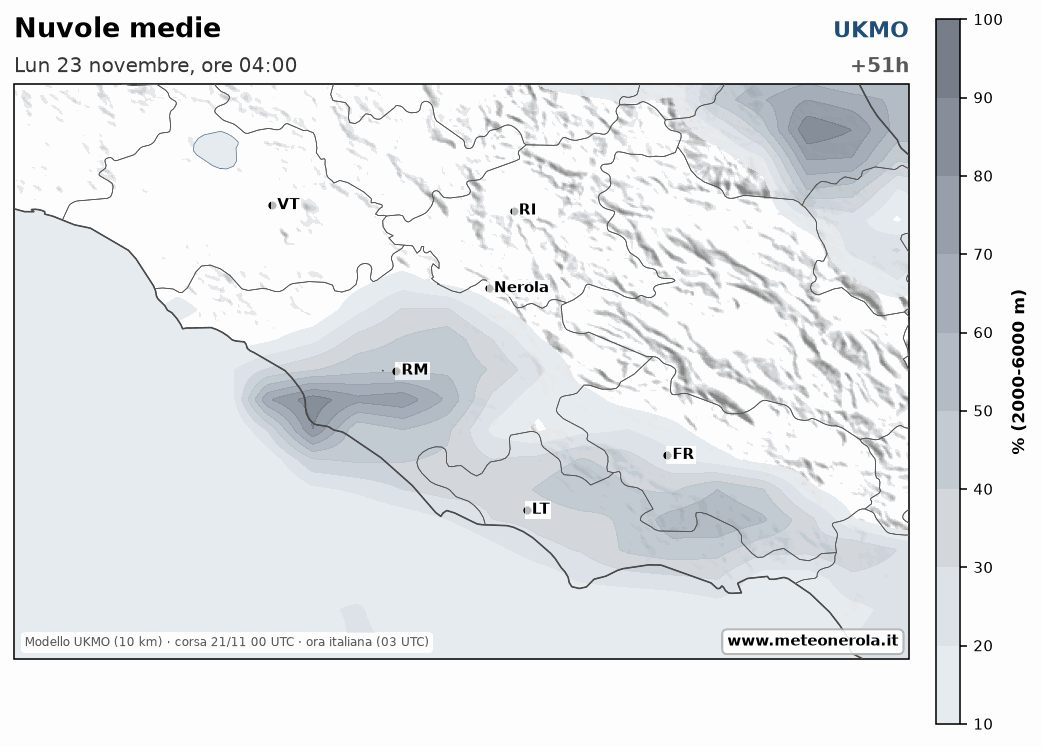 Nuvole medie
UKMO
Lun 23 novembre, ore 04:00
+51h
VT
RI
Nerola
RM
FR
LT
Modello UKMO (10 km) · corsa 21/11 00 UTC · ora italiana (03 UTC)
www.meteonerola.it
100
90
80
70
60
50
40
30
20
10
% (2000-6000 m)